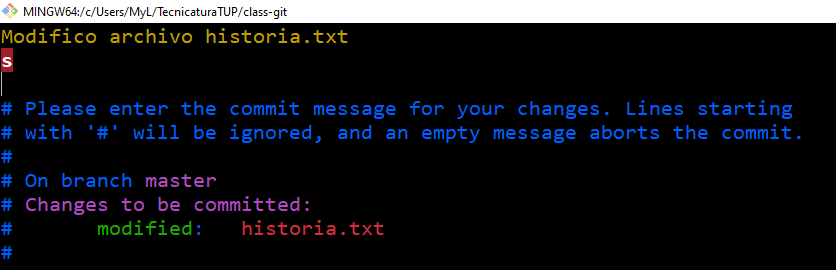 MINGW64:/c/Users/MyL/TecnicaturaTUP/class-git
Modifico archivo historia.txt
s
# Please enter the commit message for your changes. Lines starting
# with '#' will be ignored, and an empty message aborts the commit.
#
# On branch master
# Changes to be committed:
#       modified:   historia.txt
#